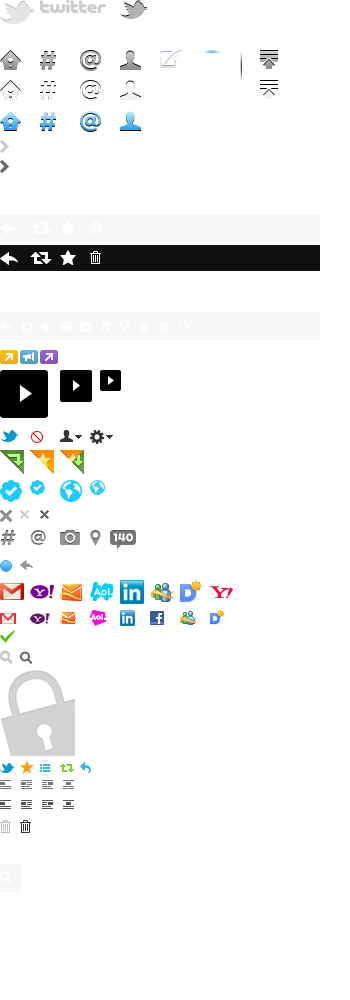 twitter
# @
# @
# @
# @ 140
Y! Aol. in D Y!
Y! Aol. in f D